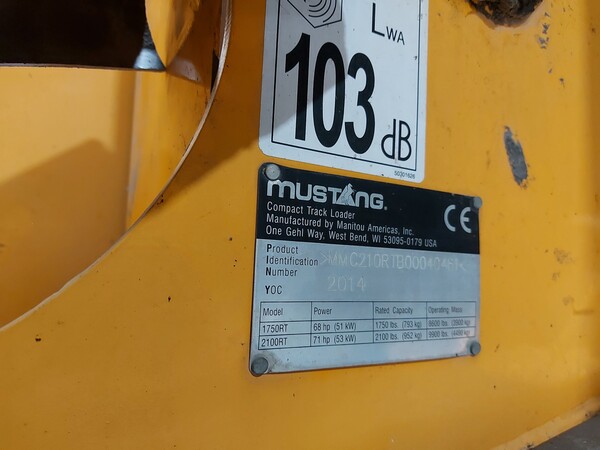 LWA
103 dB
MUSTANG®
CE
Compact Track Loader
Manufactured by Manitou Americas, Inc.
One Gehl Way, West Bend, WI 53095-0179 USA
Product
Identification
Number
YOC 2014
Model Power Rated Capacity Operating Mass
1750RT 68 hp (51 kW) 1750 lbs. (793 kg)
2100RT 71 hp (53 kW) 2100 lbs. (952 kg)